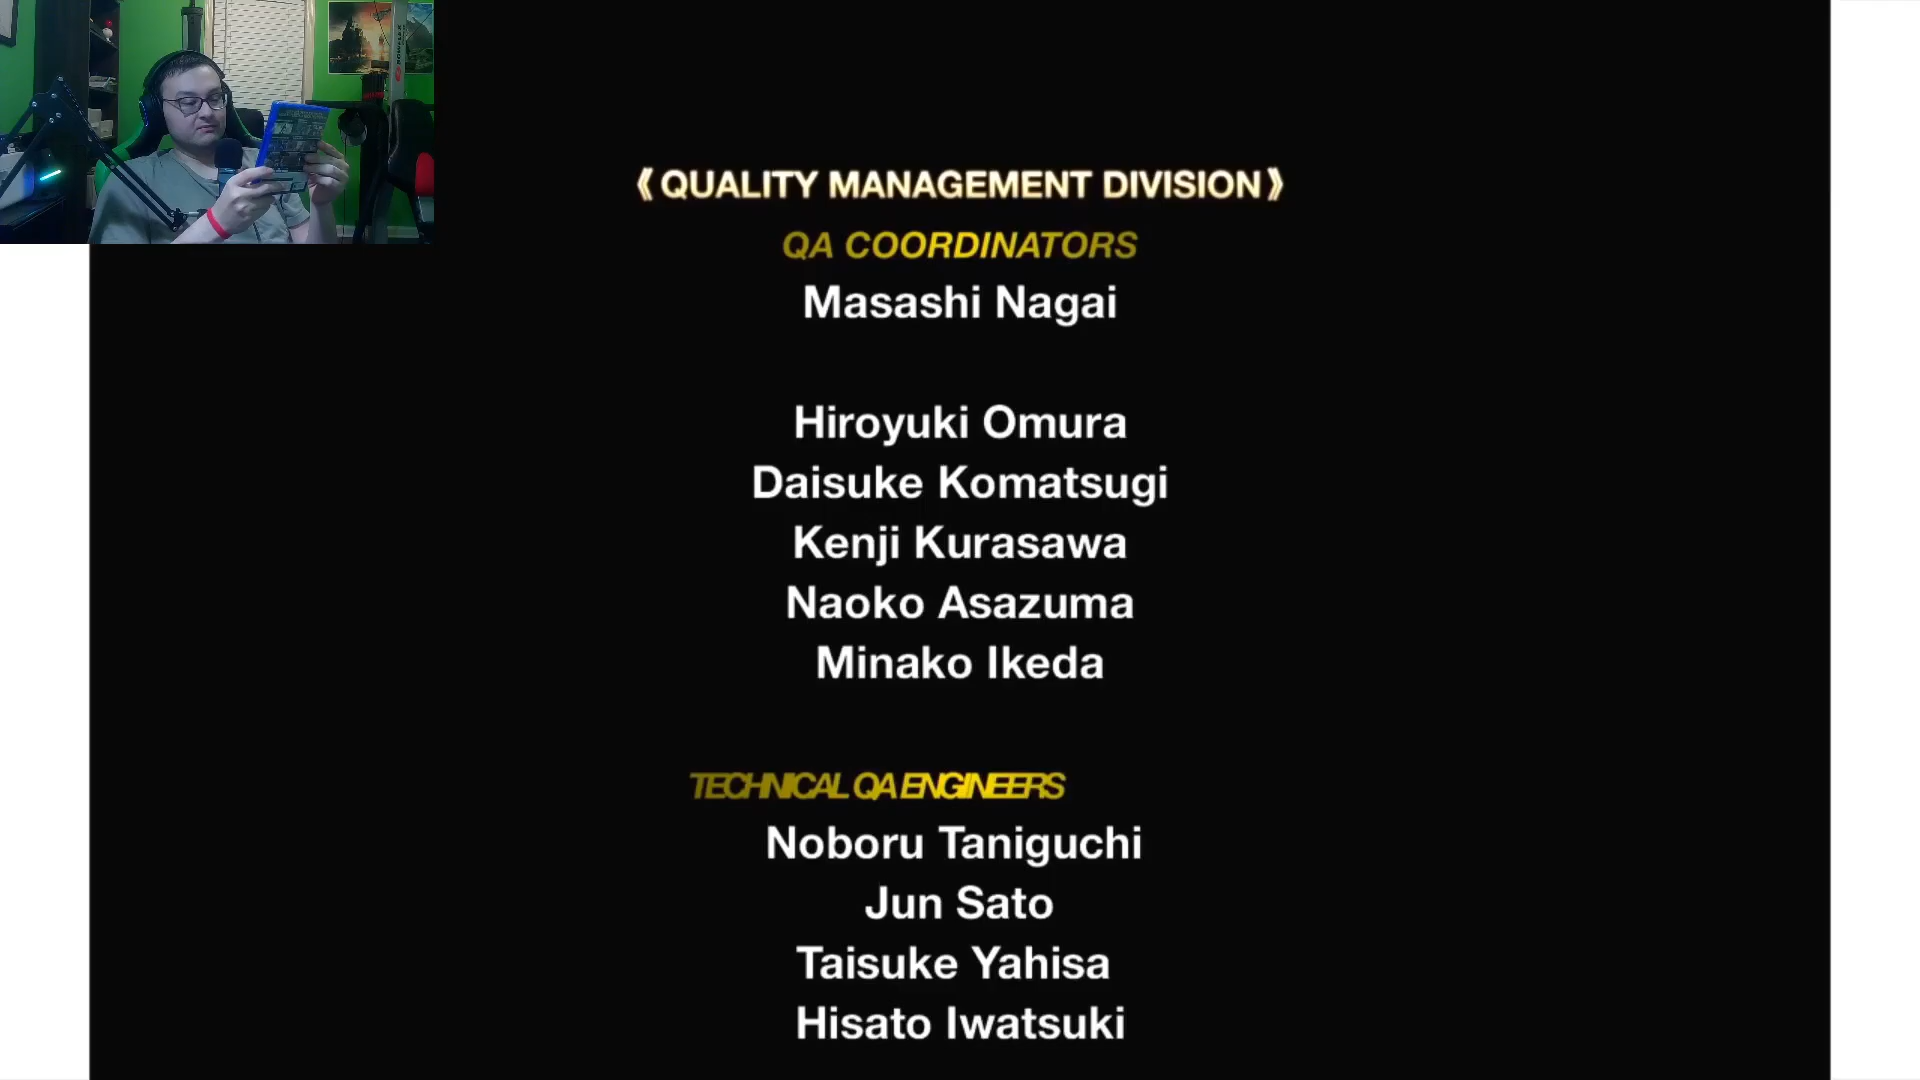 《QUALITY MANAGEMENT DIVISION》
QA COORDINATORS
Masashi Nagai
Hiroyuki Omura
Daisuke Komatsugi
Kenji Kurasawa
Naoko Asazuma
Minako Ikeda
TECHNICAL QA ENGINEERS
Noboru Taniguchi
Jun Sato
Taisuke Yahisa
Hisato Iwatsuki